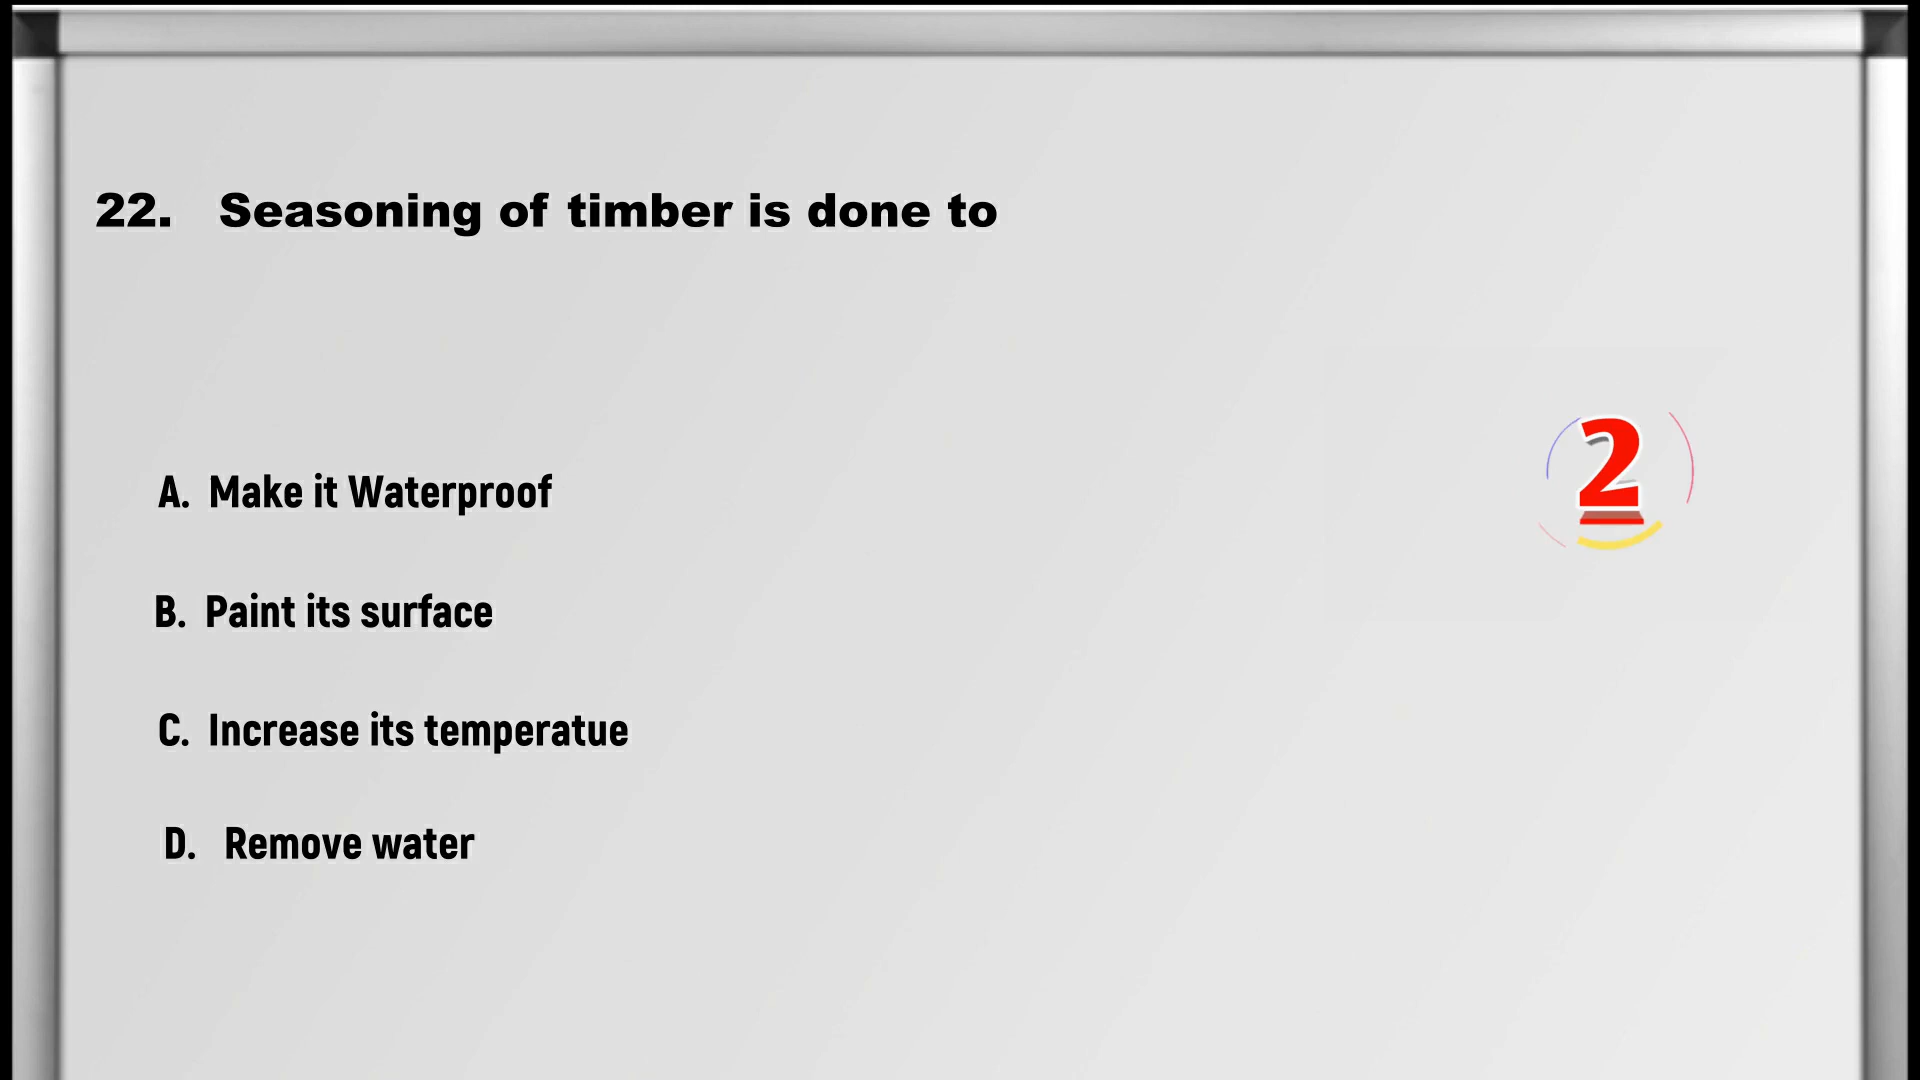 22. Seasoning of timber is done to
2
A. Make it Waterproof
B. Paint its surface
C. Increase its temperatue
D. Remove water